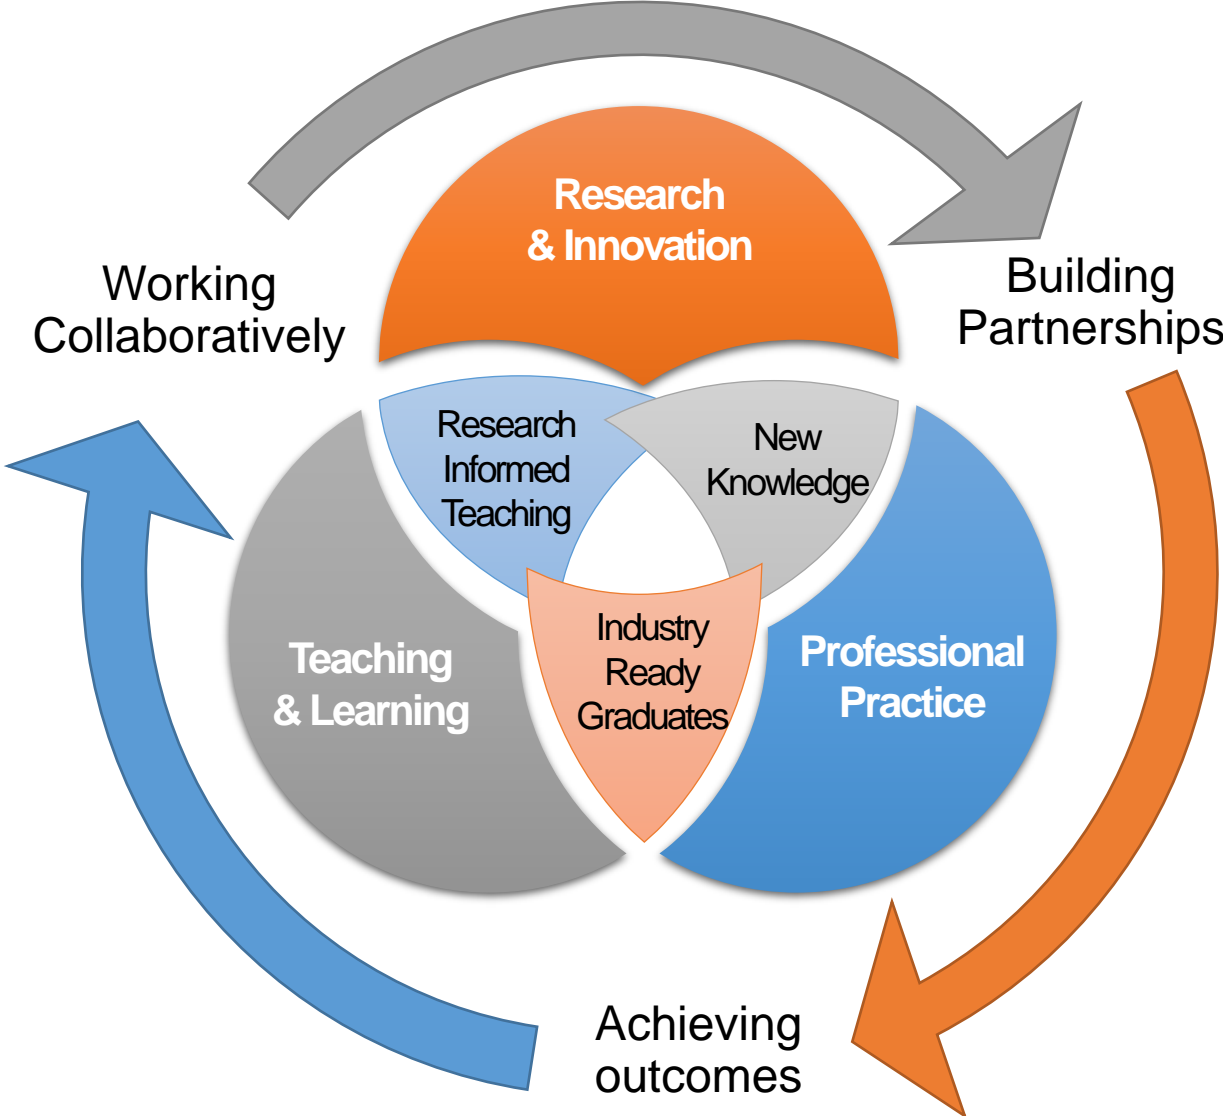 Research
& Innovation
Working
Collaboratively
Building
Partnerships
Research
Informed
Teaching
New
Knowledge
Teaching
& Learning
Industry
Ready
Graduates
Professional
Practice
Achieving
outcomes